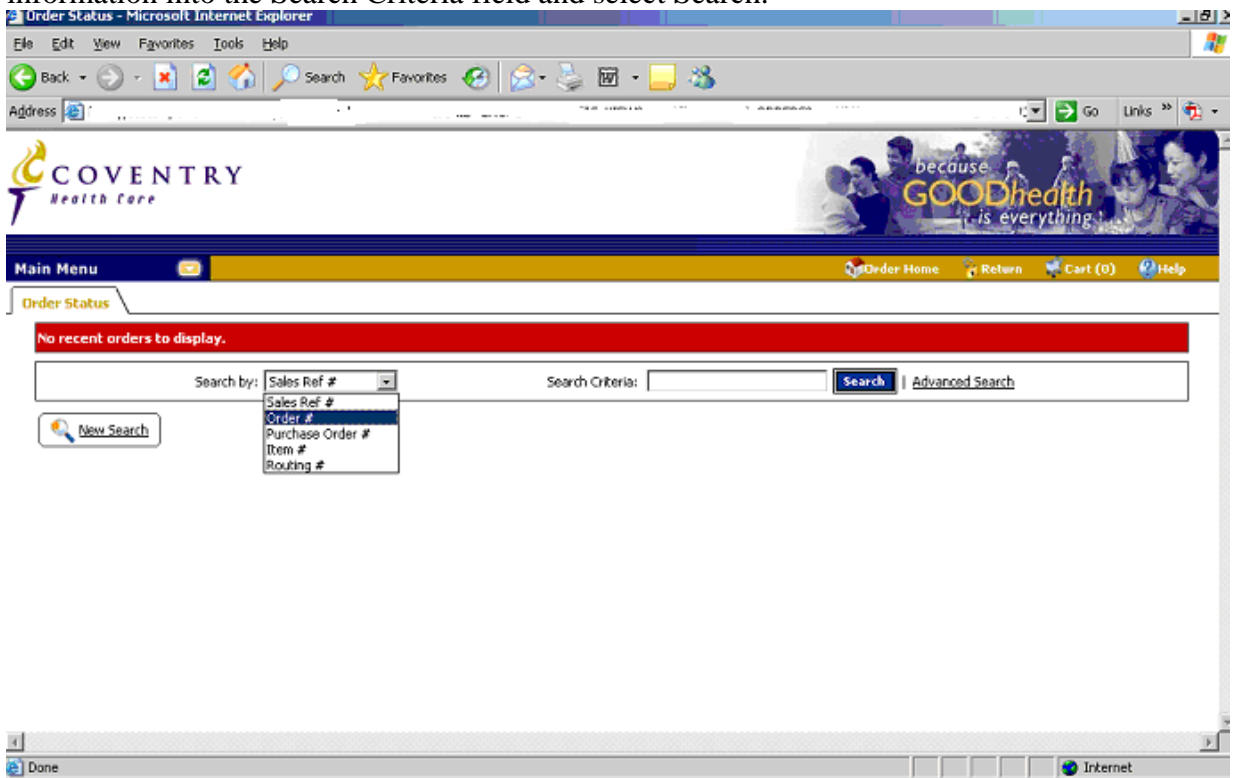 information into the Search Criteria field and select Search.
Order Status - Microsoft Internet Explorer
File Edit View Favorites Tools Help
Back Search Favorites
Address Go Links »
COVENTRY
Health Care
because
GOODhealth
is everything
Main Menu Order Home Return Cart (0) Help
Order Status
No recent orders to display.
Search by: Sales Ref # Search Criteria: Search | Advanced Search
Sales Ref #
Order #
Purchase Order #
Item #
Routing #
New Search
Done Internet